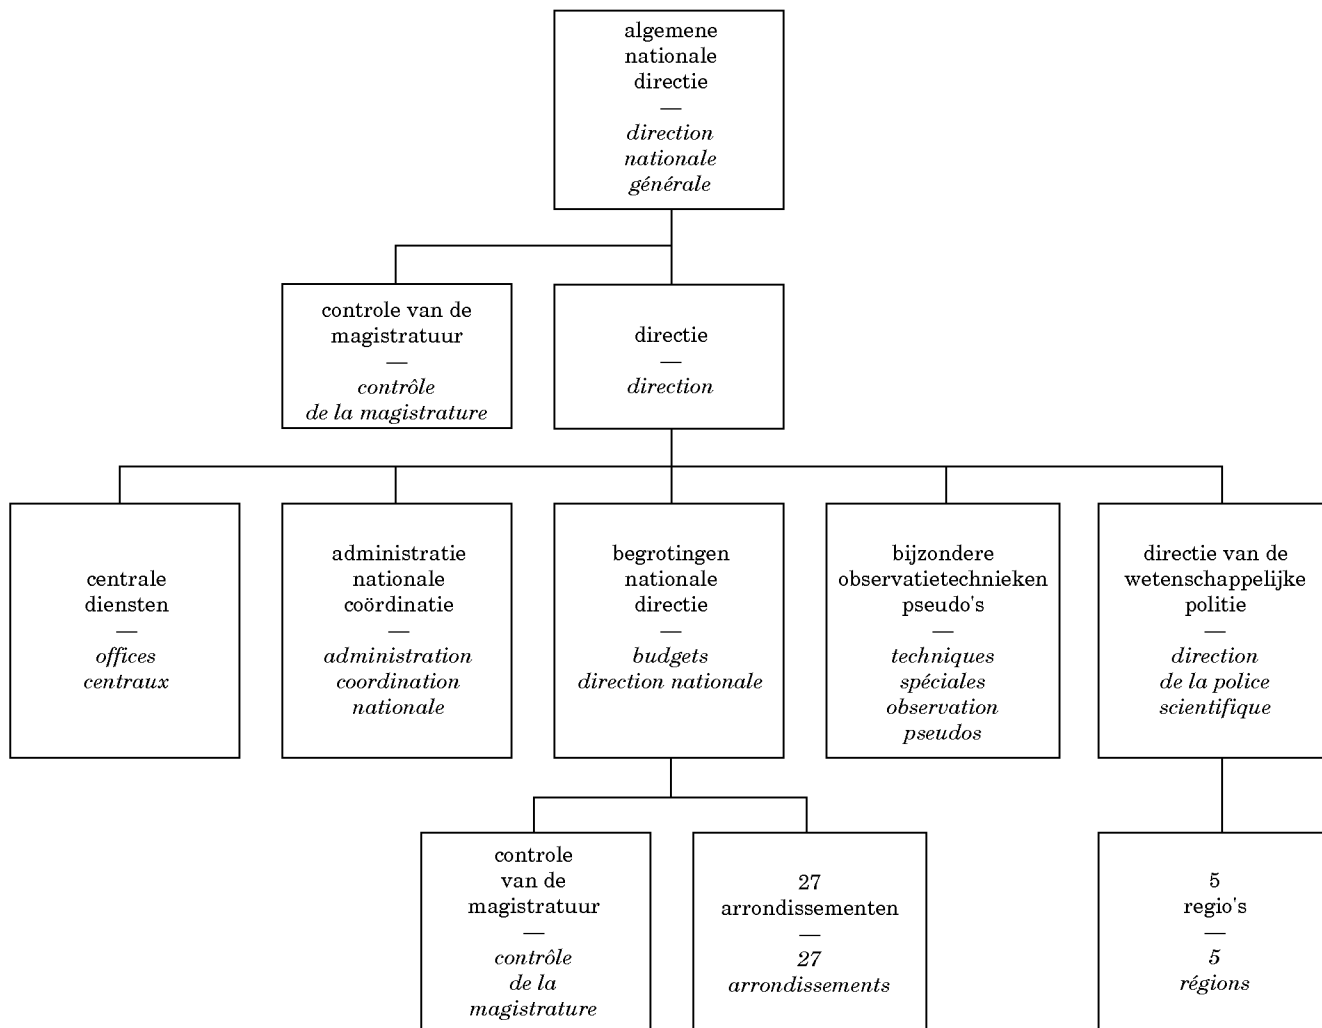 algemene
nationale
directie
—
direction
nationale
générale
controle van de
magistratuur
—
contrôle
de la magistrature
directie
—
direction
centrale
diensten
—
offices
centraux
administratie
nationale
coördinatie
—
administration
coordination
nationale
begrotingen
nationale
directie
—
budgets
direction nationale
bijzondere
observatietechnieken
pseudo's
—
techniques
spéciales
observation
pseudos
directie van de
wetenschappelijke
politie
—
direction
de la police
scientifique
controle
van de
magistratuur
—
contrôle
de la
magistrature
27
arrondissementen
—
27
arrondissements
5
regio's
—
5
régions